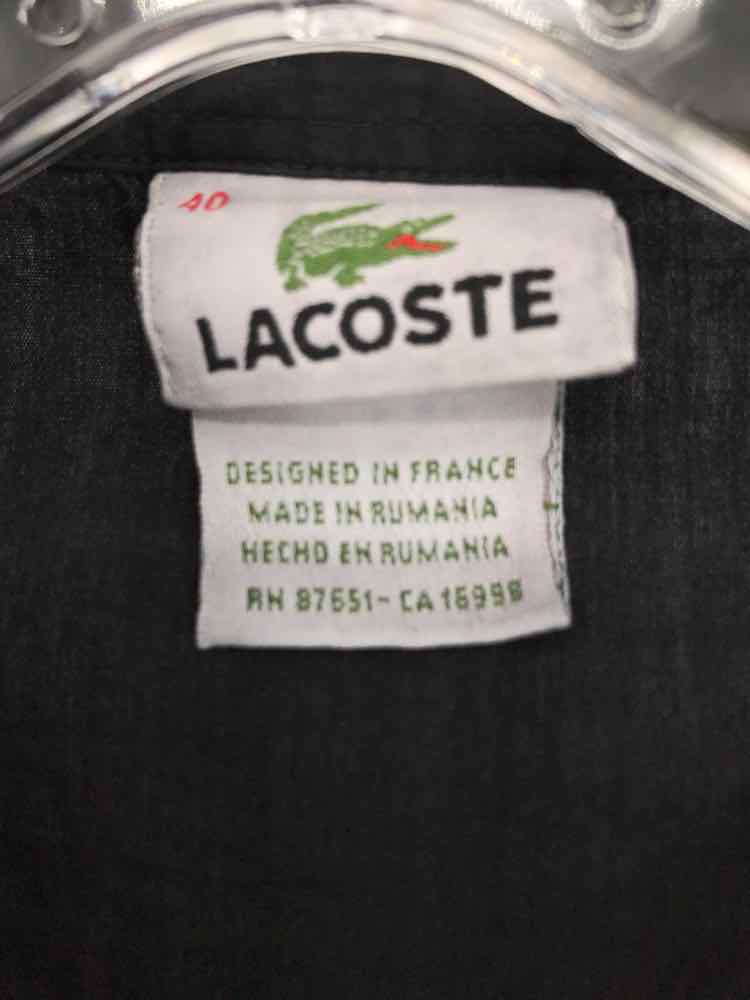 40
LACOSTE
DESIGNED IN FRANCE
MADE IN RUMANIA
HECHO EN RUMANIA
RN 87651- CA 16998